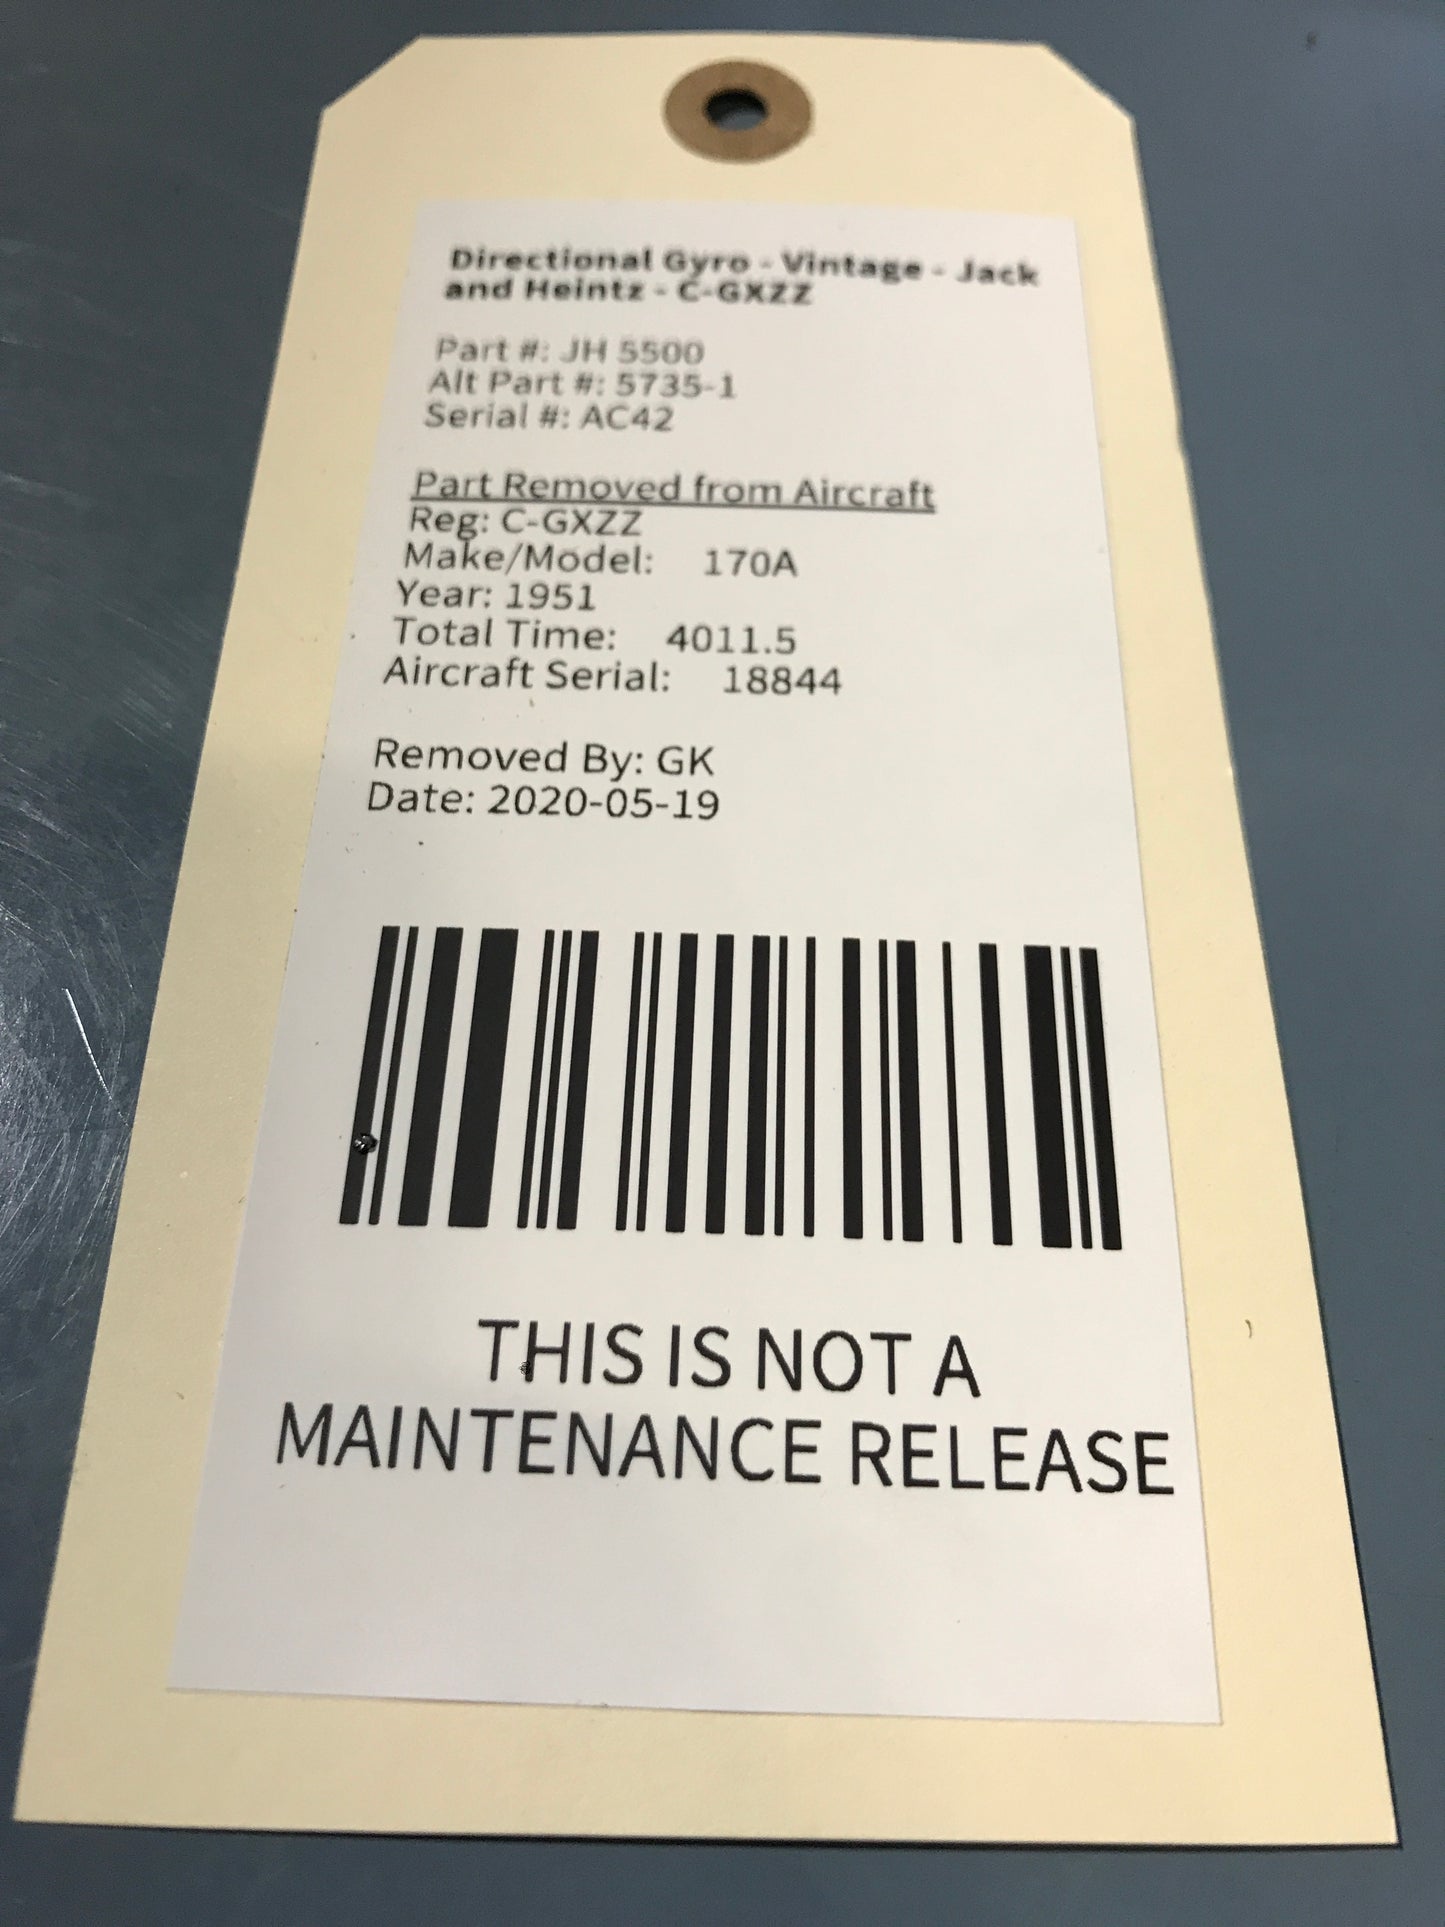 Directional Gyro - Vintage - Jack
and Heintz - C-GXZZ
Part #: JH 5500
Alt Part #: 5735-1
Serial #: AC42
Part Removed from Aircraft
Reg: C-GXZZ
Make/Model: 170A
Year: 1951
Total Time: 4011.5
Aircraft Serial: 18844
Removed By: GK
Date: 2020-05-19
THIS IS NOT A
MAINTENANCE RELEASE